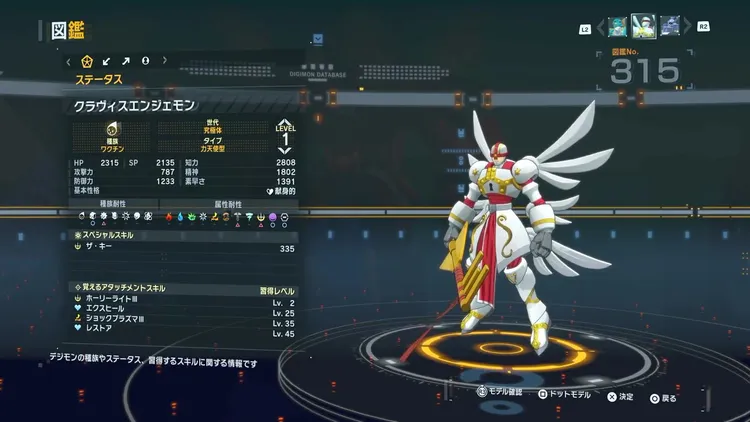 図鑑
L2
R2
ステータス
DIGIMON DATABASE
図鑑No.
315
クラヴィスエンジェモン
種族
ワクチン
世代
究極体
タイプ
力天使型
LEVEL
1
HP 2315 SP 2135 知力 2808
攻撃力 787 精神 1802
防御力 1233 素早さ 1391
基本性格 献身的
種族耐性 属性耐性
スペシャルスキル
ザ・キー 335
覚えるアタッチメントスキル 習得レベル
ホーリーライトIII Lv. 2
エクスヒール Lv. 25
ショックプラズマIII Lv. 35
レストア Lv. 45
デジモンの種族やステータス、習得するスキルに関する情報です
モデル確認 ドットモデル 決定 戻る